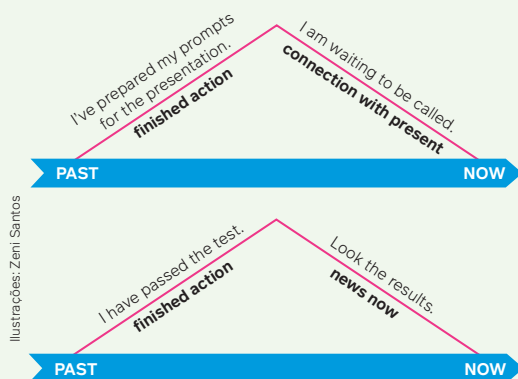 I've prepared my prompts
for the presentation.
finished action
I am waiting to be called.
connection with present
PAST
NOW
I have passed the test.
finished action
Look the results.
news now
PAST
NOW
Ilustrações: Zeni Santos